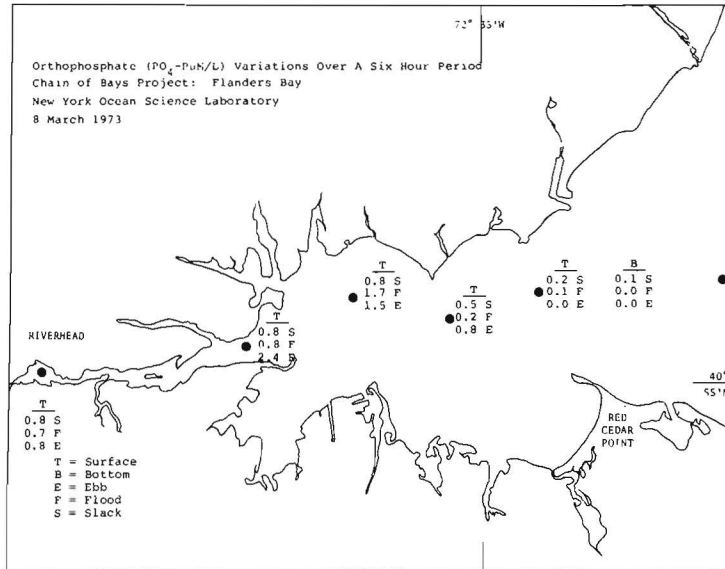 72° 35'W
Orthophosphate (PO4-PµM/L) Variations Over A Six Hour Period
Chain of Bays Project: Flanders Bay
New York Ocean Science Laboratory
8 March 1973
T
0.8 S
1.7 F
1.5 E
T
0.5 S
0.2 F
0.8 E
T
0.2 S
0.1 F
0.0 E
B
0.1 S
0.0 F
0.0 E
T
0.8 S
0.8 F
2.4 E
RIVERHEAD
T
0.8 S
0.7 F
0.8 E
40°
55'N
RED
CEDAR
POINT
T = Surface
B = Bottom
E = Ebb
F = Flood
S = Slack